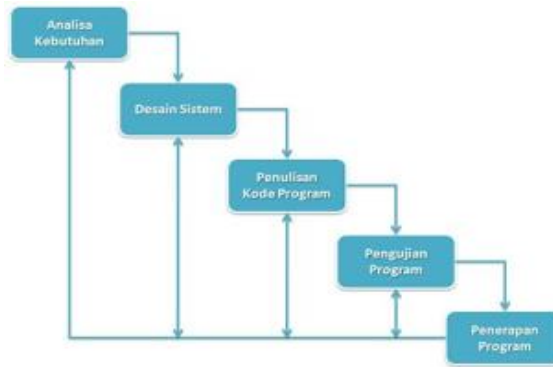 Analisa
Kebutuhan
Desain Sistem
Penulisan
Kode Program
Pengujian
Program
Penerapan
Program